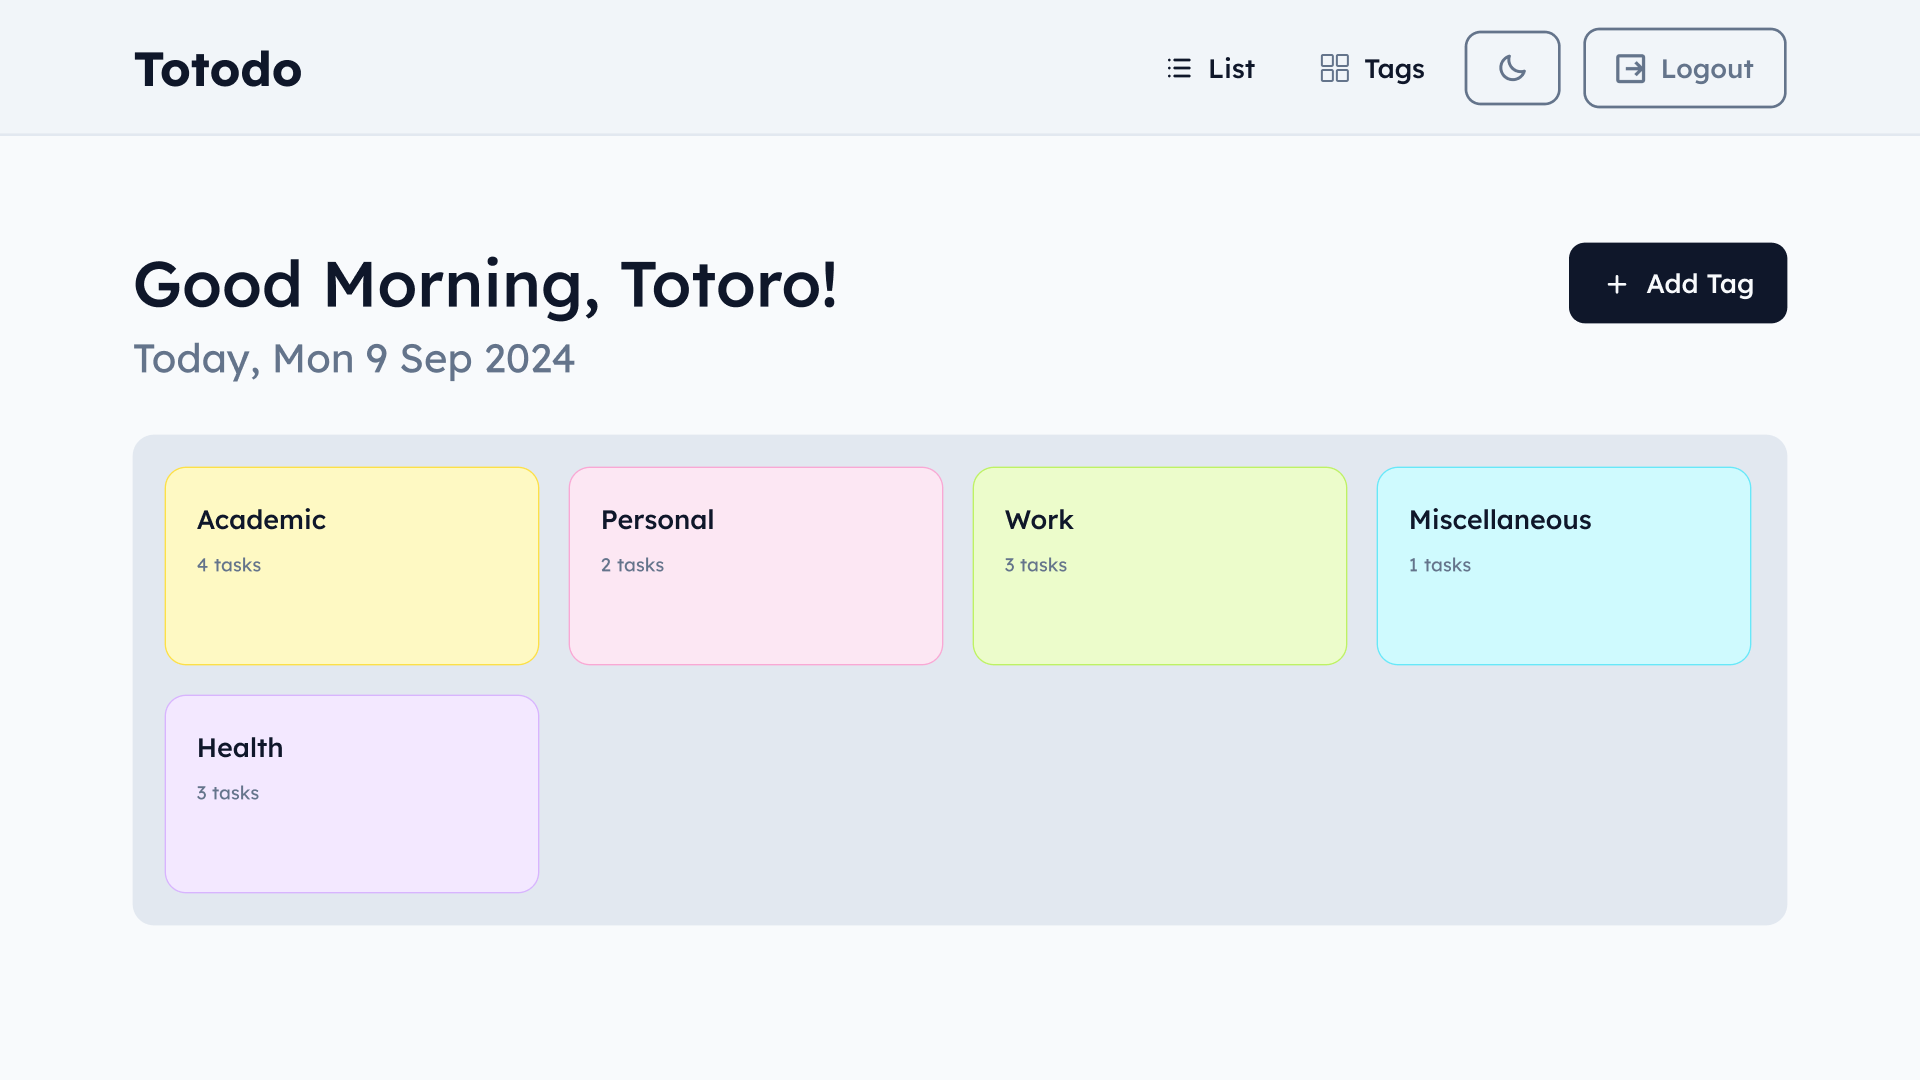 Totodo
List
Tags
Logout
Good Morning, Totoro!
Add Tag
Today, Mon 9 Sep 2024
Academic
4 tasks
Personal
2 tasks
Work
3 tasks
Miscellaneous
1 tasks
Health
3 tasks